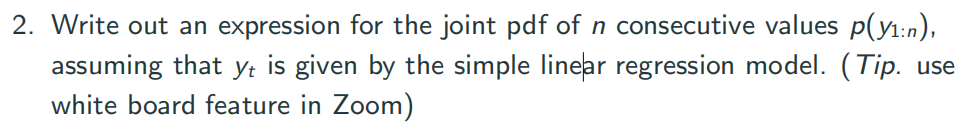 2. Write out an expression for the joint pdf of n consecutive values p(y₁:ₙ),
assuming that yₜ is given by the simple linear regression model. (Tip. use
white board feature in Zoom)